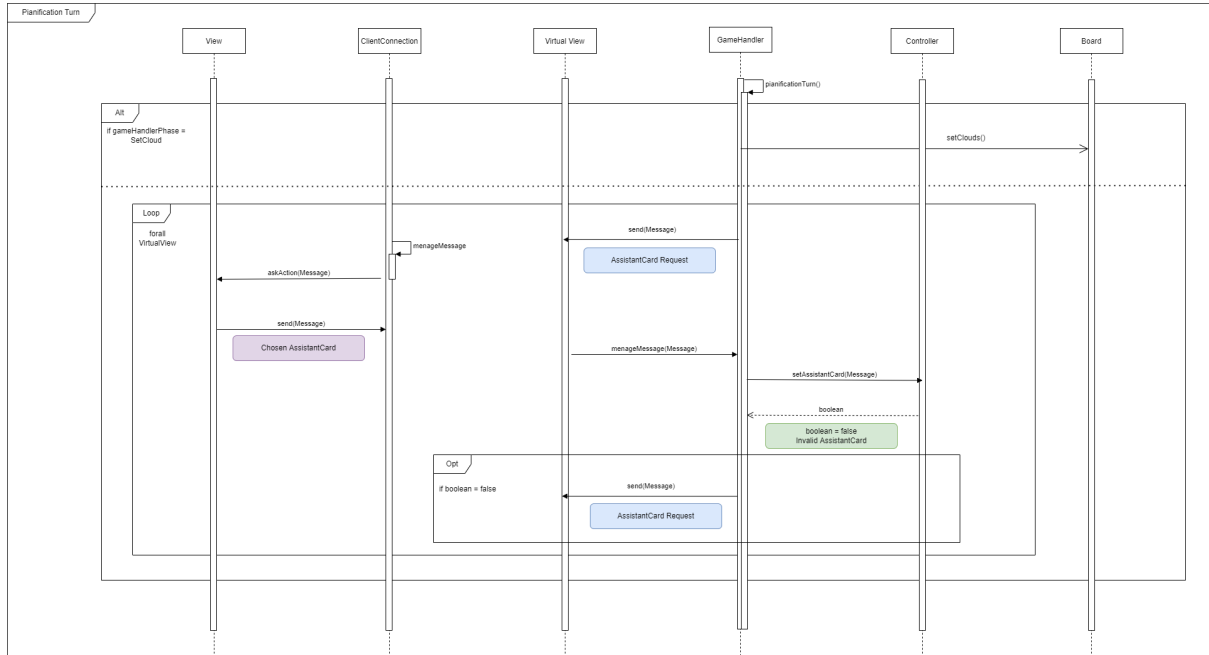 Pianification Turn
View
ClientConnection
Virtual View
GameHandler
Controller
Board
pianificationTurn()
Alt
if gameHandlerPhase =
SetCloud
setClouds()
Loop
forall
VirtualView
send(Message)
menageMessage
AssistantCard Request
askAction(Message)
send(Message)
Chosen AssistantCard
menageMessage(Message)
setAssistantCard(Message)
boolean
boolean = false
Invalid AssistantCard
Opt
if boolean = false
send(Message)
AssistantCard Request